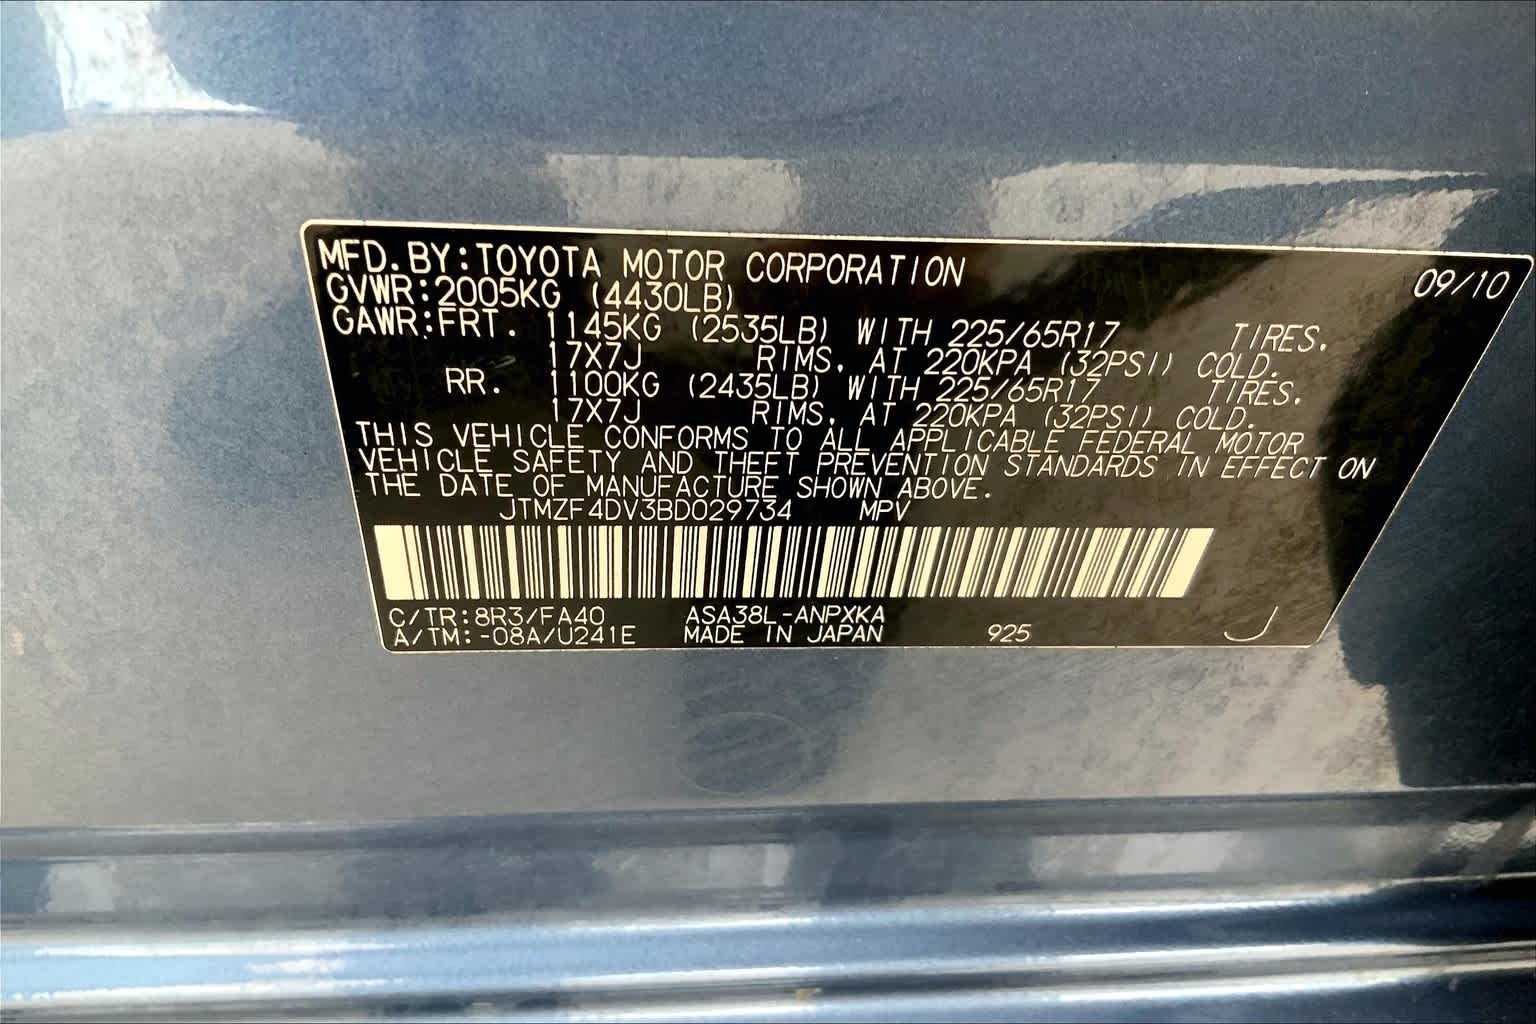 MFD.BY:TOYOTA MOTOR CORPORATION 09/10
GVWR:2005KG (4430LB)
GAWR:FRT. 1145KG (2535LB) WITH 225/65R17 TIRES.
17X7J RIMS, AT 220KPA (32PSI) COLD.
RR. 1100KG (2435LB) WITH 225/65R17 TIRES.
17X7J RIMS, AT 220KPA (32PSI) COLD.
THIS VEHICLE CONFORMS TO ALL APPLICABLE FEDERAL MOTOR
VEHICLE SAFETY AND THEFT PREVENTION STANDARDS IN EFFECT ON
THE DATE OF MANUFACTURE SHOWN ABOVE.
JTMZF4DV3BD029734 MPV
C/TR:8R3/FA40 ASA38L-ANPXKA
A/TM:-08A/U241E MADE IN JAPAN 925 J